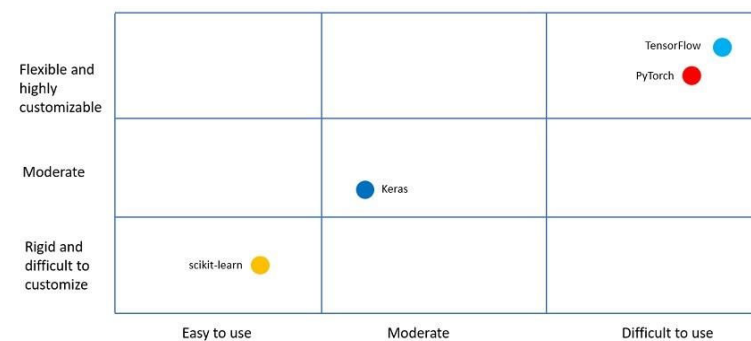 TensorFlow
PyTorch
Flexible and
highly
customizable
Moderate
Keras
Rigid and
difficult to
customize
scikit-learn
Easy to use
Moderate
Difficult to use